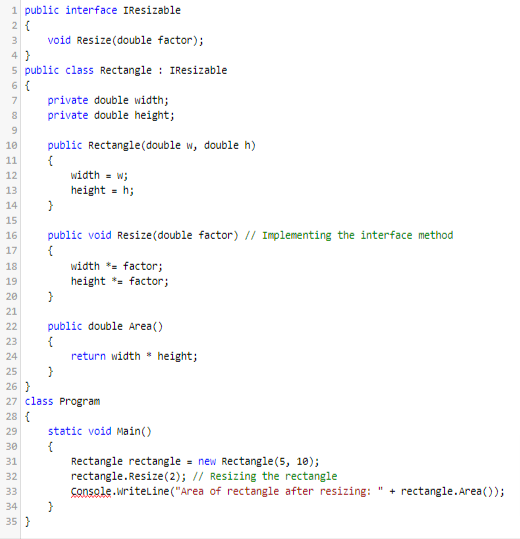 1 public interface IResizable
2 {
3     void Resize(double factor);
4 }
5 public class Rectangle : IResizable
6 {
7     private double width;
8     private double height;
9
10     public Rectangle(double w, double h)
11     {
12         width = w;
13         height = h;
14     }
15
16     public void Resize(double factor) // Implementing the interface method
17     {
18         width *= factor;
19         height *= factor;
20     }
21
22     public double Area()
23     {
24         return width * height;
25     }
26 }
27 class Program
28 {
29     static void Main()
30     {
31         Rectangle rectangle = new Rectangle(5, 10);
32         rectangle.Resize(2); // Resizing the rectangle
33         Console.WriteLine("Area of rectangle after resizing: " + rectangle.Area());
34     }
35 }